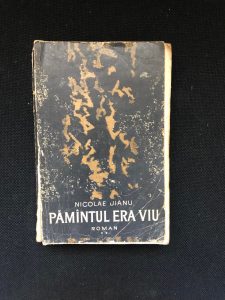 NICOLAE JIANU
PĂMÎNTUL ERA VIU
ROMAN
**